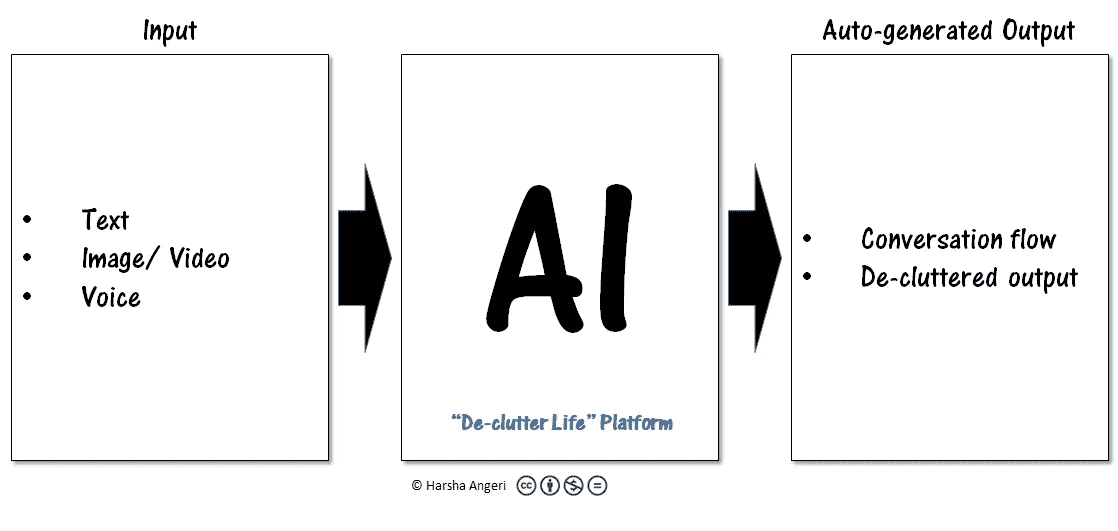 Input
Auto-generated Output
• Text
• Image/ Video
• Voice
AI
"De-clutter Life" Platform
• Conversation flow
• De-cluttered output
© Harsha Angeri cc